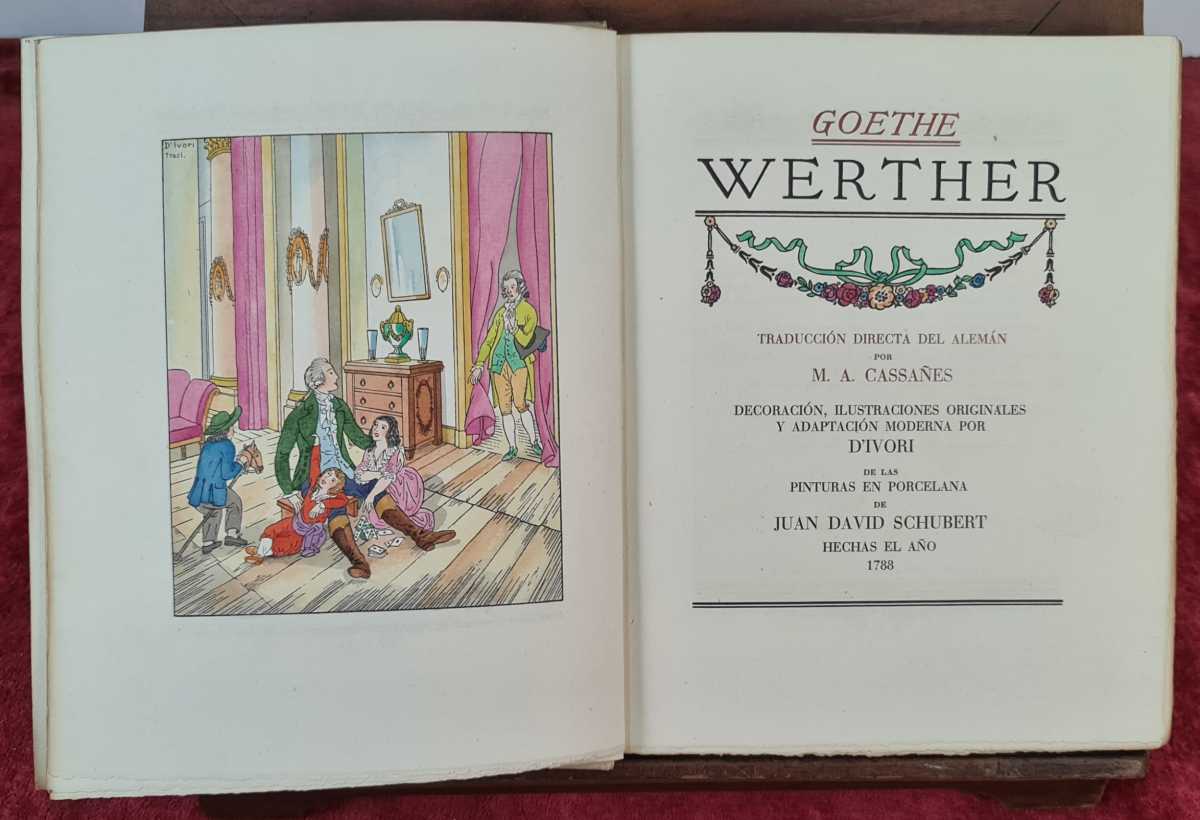 D'Ivori
Traç.
GOETHE
WERTHER
TRADUCCIÓN DIRECTA DEL ALEMÁN
POR
M. A. CASSAÑES
DECORACIÓN, ILUSTRACIONES ORIGINALES
Y ADAPTACIÓN MODERNA POR
D'IVORI
DE LAS
PINTURAS EN PORCELANA
DE
JUAN DAVID SCHUBERT
HECHAS EL AÑO
1788